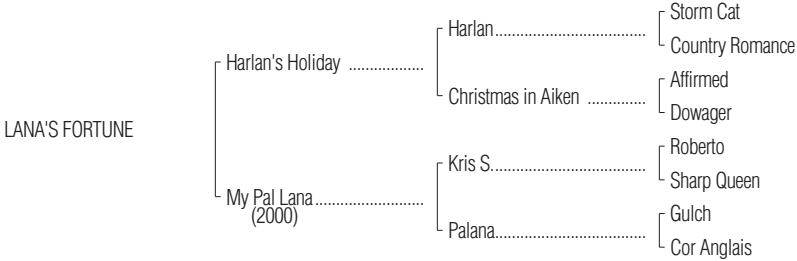 Storm Cat
Harlan....................................
Country Romance
Harlan's Holiday ..................
Affirmed
Christmas in Aiken ..............
Dowager
LANA'S FORTUNE
Roberto
Kris S.....................................
Sharp Queen
My Pal Lana..........................
(2000)
Gulch
Palana....................................
Cor Anglais